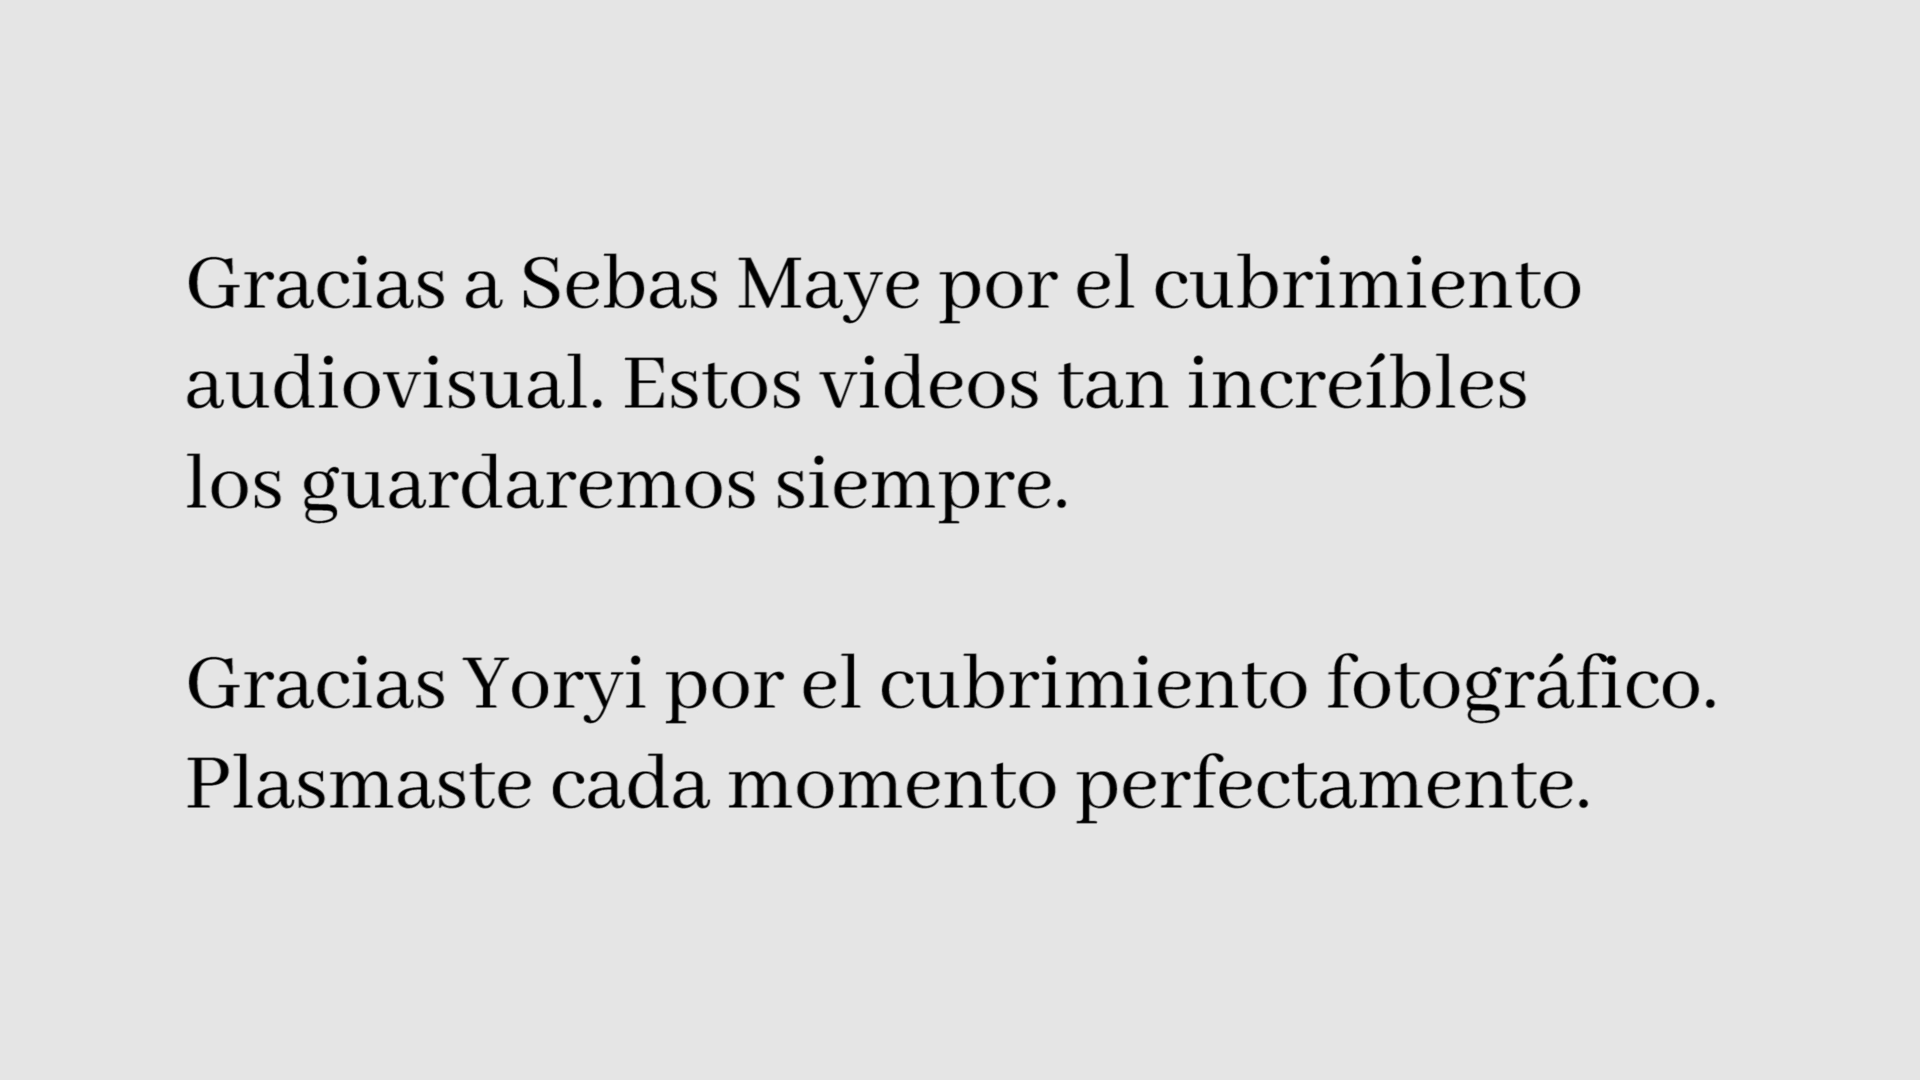 Gracias a Sebas Maye por el cubrimiento
audiovisual. Estos videos tan increíbles
los guardaremos siempre.
Gracias Yoryi por el cubrimiento fotográfico.
Plasmaste cada momento perfectamente.